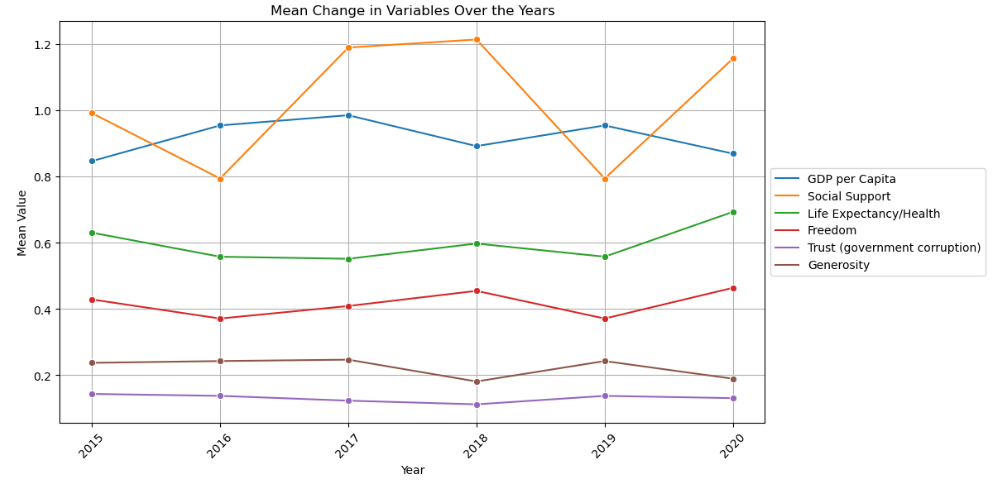 Mean Change in Variables Over the Years
Mean Value
1.2
1.0
0.8
0.6
0.4
0.2
2015
2016
2017
2018
2019
2020
Year
GDP per Capita
Social Support
Life Expectancy/Health
Freedom
Trust (government corruption)
Generosity